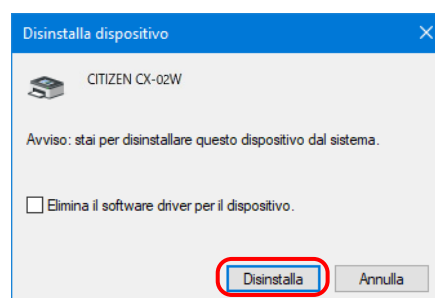 Disinstalla dispositivo
CITIZEN CX-02W
Avviso: stai per disinstallare questo dispositivo dal sistema.
Elimina il software driver per il dispositivo.
Disinstalla Annulla